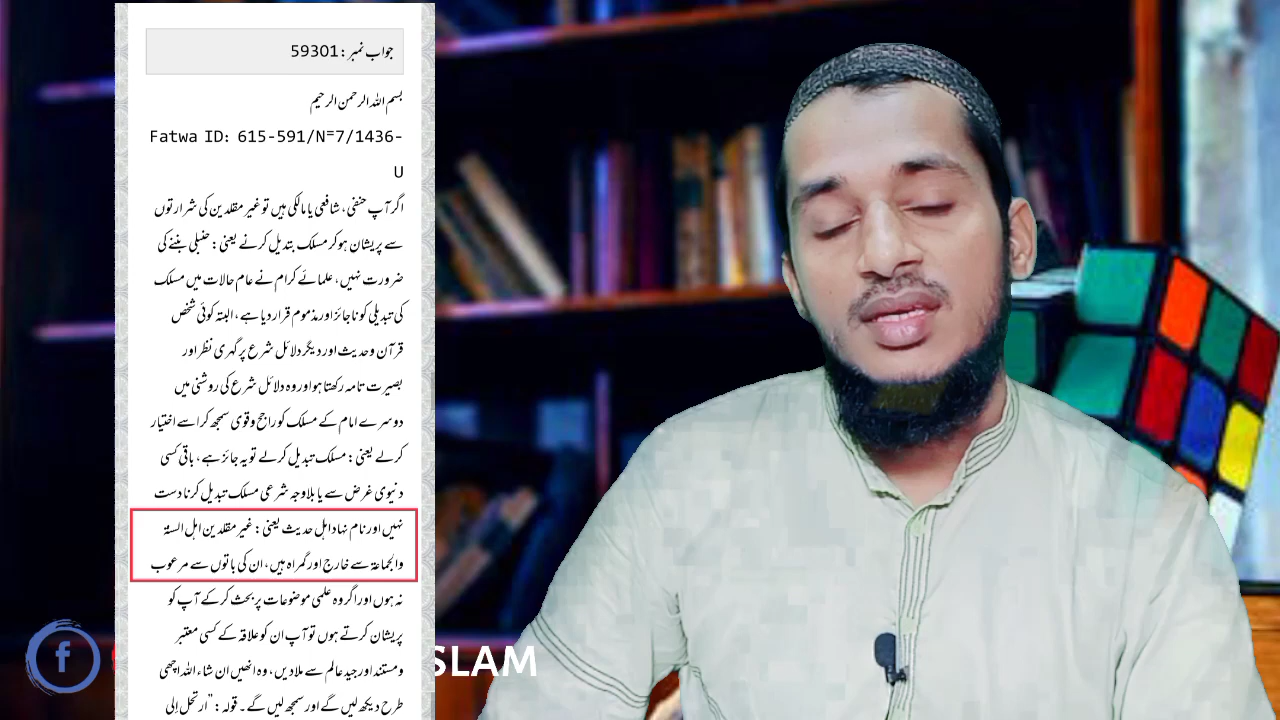 جواب نمبر: 59301
بسم الله الرحمن الرحيم
Fatwa ID: 615-591/N=7/1436-
U
اگر آپ حنفی، شافعی یا مالکی ہیں تو غیر مقلدین کی شرارتوں
سے پریشان ہوکر مسلک بتدیل کرنے یعنی: حنبلی بننے کی
ضرورت نہیں، علمائے کرام نے عام حالات میں مسلک
کی تبدیلی کو ناجائز اور مذموم قرار دیا ہے، البتہ کوئی شخص
قرآن وحدیث اور دیگر دلائل شرع پر گہری نظر اور
بصیرت تامہ رکھتا ہو اور وہ دلائل شرع کی روشنی میں
دوسرے امام کے مسلک کو راجح وقوی سمجھ کر اسے اختیار
کرلے یعنی: مسلک تبدیل کرلے تو یہ جائز ہے، باقی کسی
دنیوی غرض سے یا بلاوجہ شرعی مسلک تبدیل کرنا دست
نہیں اور نام نہاد اہل حدیث یعنی: غیر مقلدین اہل السنۃ
والجماعۃ سے خارج اور گمراہ ہیں، ان کی باتوں سے مرعوب
نہ ہوں اور اگر وہ علمی موضوعات پر بحث کرکے آپ کو
پریشان کرتے ہوں تو آپ ان کو علاقہ کے کسی معتبر
ومستند اور جید عالم سے ملادیں، وہ انھیں ان شاء اللہ اچھی
طرح دیکھ لیں گے اور سمجھ لیں گے۔ قولہ: "ارتحل إلی
f
SLAM